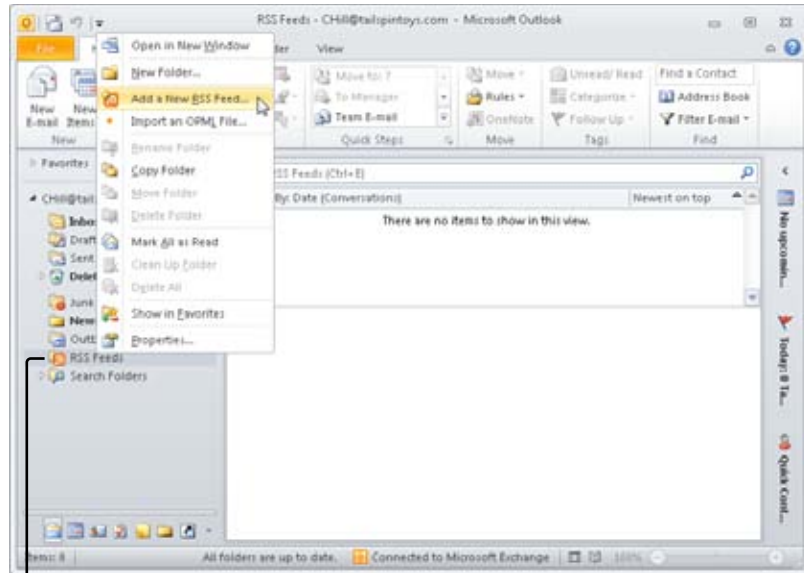 RSS Feeds - CHill@tailspintoys.com - Microsoft Outlook
File
View
Open in New Window
New Folder...
Add a New RSS Feed...
Import an OPML File...
Rename Folder
Copy Folder
Move Folder
Delete Folder
Mark All as Read
Clean Up Folder
Delete All
Show in Favorites
Properties...
New E-mail
New Items
New
Move to: ?
To Manager
Team E-mail
Quick Steps
Move
Rules
OneNote
Move
Unread/ Read
Categorize
Follow Up
Tags
Find a Contact
Address Book
Filter E-mail
Find
Favorites
CHill@tail
Inbo
Draft
Sent
Delet
Junk
New
Outb
RSS Feeds
Search Folders
RSS Feeds (Ctrl+E)
By: Date (Conversations)
Newest on top
There are no items to show in this view.
No upcomin...
Today: 0 Ta...
Quick Cont...
Items: 8
All folders are up to date.
Connected to Microsoft Exchange
100%